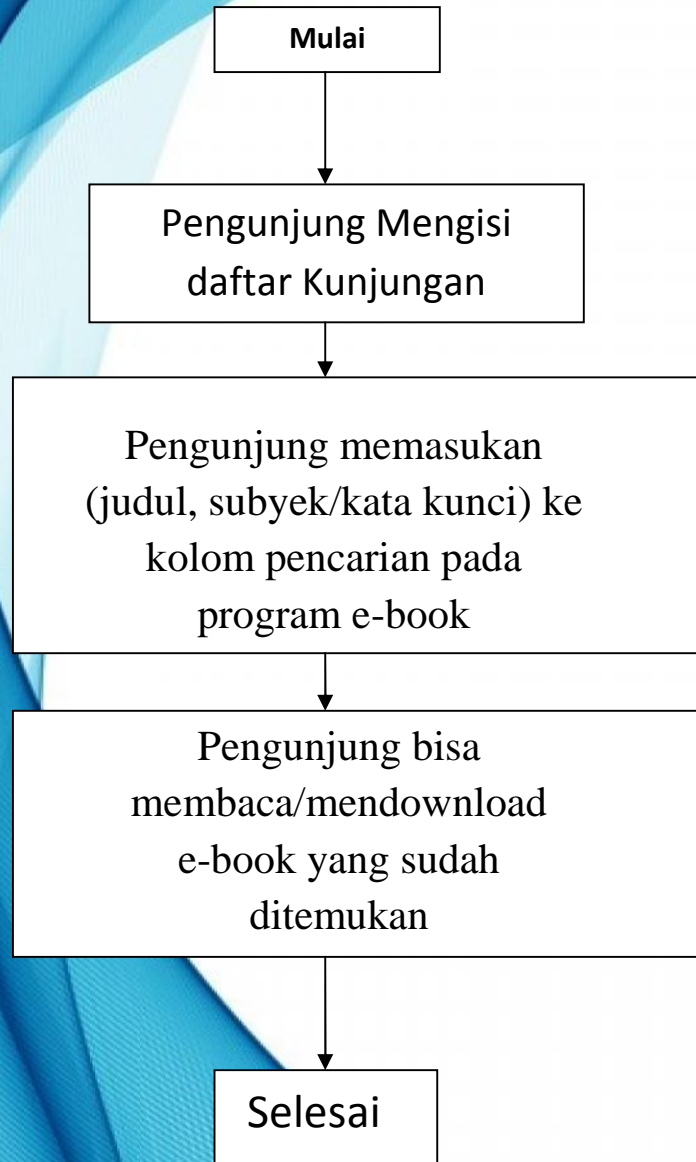 Mulai
Pengunjung Mengisi
daftar Kunjungan
Pengunjung memasukan
(judul, subyek/kata kunci) ke
kolom pencarian pada
program e-book
Pengunjung bisa
membaca/mendownload
e-book yang sudah
ditemukan
Selesai